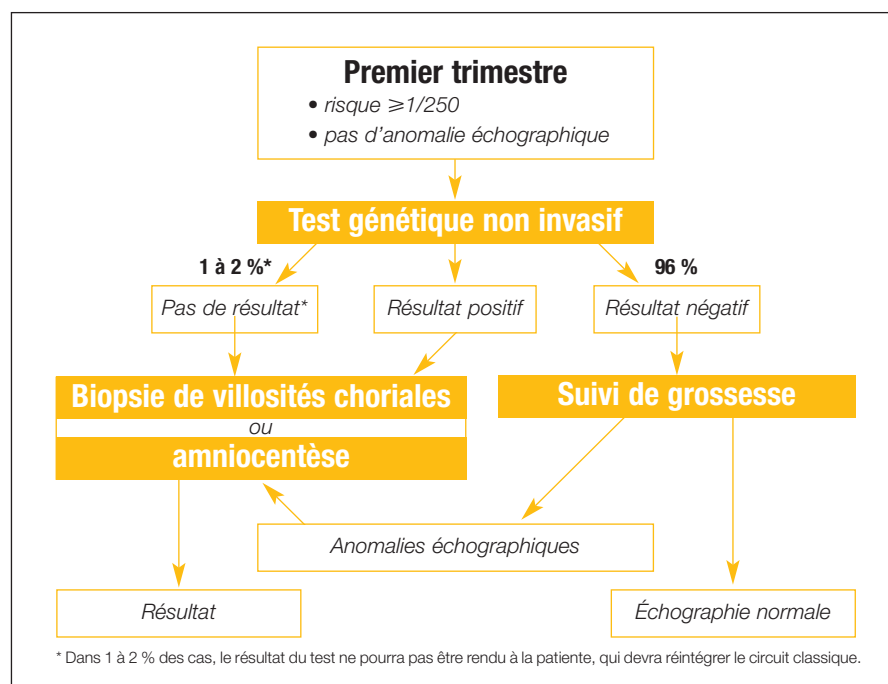 Premier trimestre
• risque ⩾1/250
• pas d'anomalie échographique
Test génétique non invasif
1 à 2 %*
96 %
Pas de résultat*
Résultat positif
Résultat négatif
Biopsie de villosités choriales
ou
amniocentèse
Suivi de grossesse
Anomalies échographiques
Résultat
Échographie normale
* Dans 1 à 2 % des cas, le résultat du test ne pourra pas être rendu à la patiente, qui devra réintégrer le circuit classique.